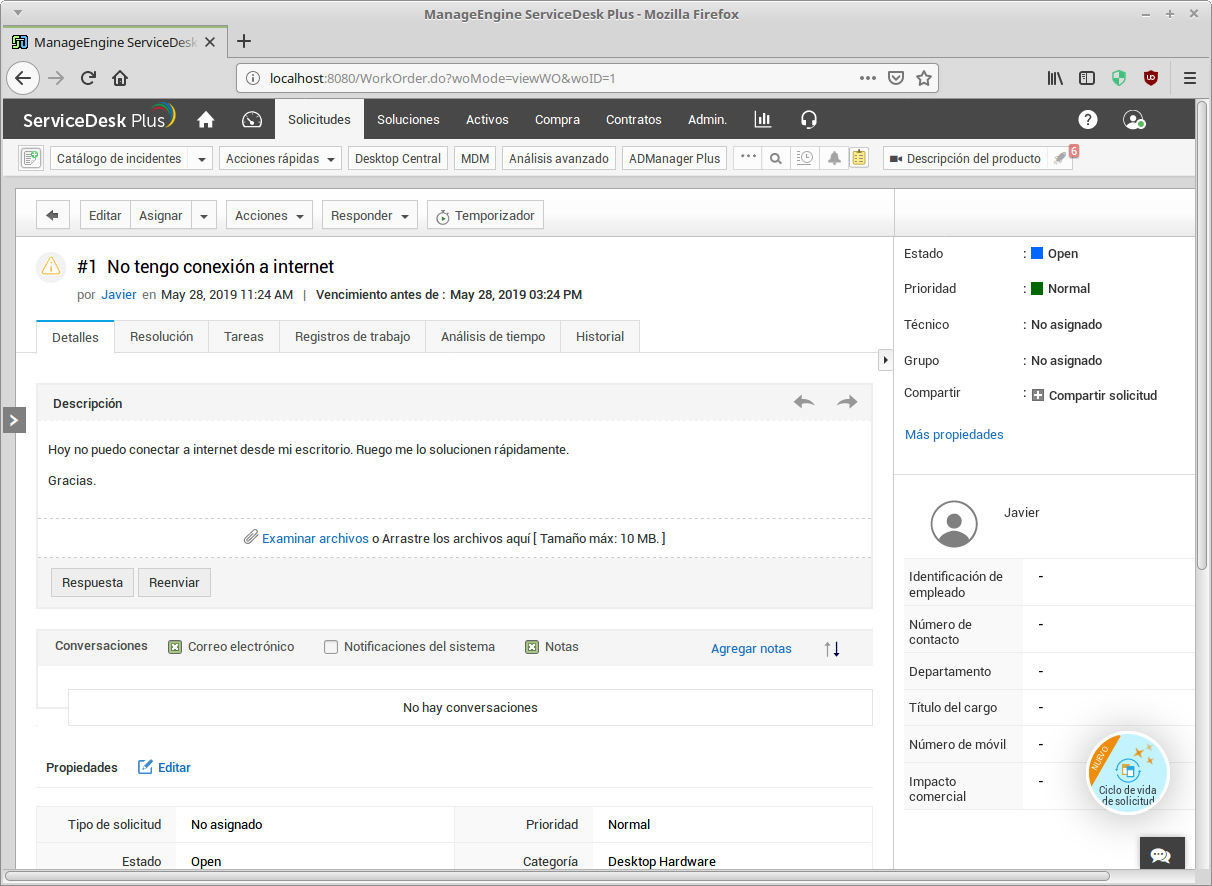 ManageEngine ServiceDesk Plus - Mozilla Firefox
ManageEngine ServiceDesk
localhost:8080/WorkOrder.do?woMode=viewWO&woID=1
ServiceDesk Plus
Solicitudes
Soluciones
Activos
Compra
Contratos
Admin.
Catálogo de incidentes
Acciones rápidas
Desktop Central
MDM
Análisis avanzado
ADManager Plus
Descripción del producto
6
Editar
Asignar
Acciones
Responder
Temporizador
#1 No tengo conexión a internet
por Javier en May 28, 2019 11:24 AM | Vencimiento antes de : May 28, 2019 03:24 PM
Detalles
Resolución
Tareas
Registros de trabajo
Análisis de tiempo
Historial
Descripción
Hoy no puedo conectar a internet desde mi escritorio. Ruego me lo solucionen rápidamente.
Gracias.
Examinar archivos o Arrastre los archivos aquí [ Tamaño máx: 10 MB. ]
Respuesta
Reenviar
Conversaciones
Correo electrónico
Notificaciones del sistema
Notas
Agregar notas
No hay conversaciones
Propiedades
Editar
Tipo de solicitud
No asignado
Prioridad
Normal
Estado
Open
Categoría
Desktop Hardware
Estado : Open
Prioridad : Normal
Técnico : No asignado
Grupo : No asignado
Compartir : Compartir solicitud
Más propiedades
Javier
Identificación de
empleado
-
Número de
contacto
-
Departamento -
Título del cargo -
Número de móvil -
Impacto
comercial
-
NUEVO
Ciclo de vida
de solicitud